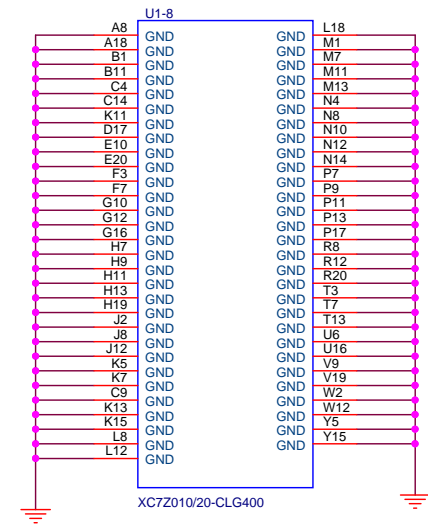 U1-8
A8 GND GND L18
A18 GND GND M1
B1 GND GND M7
B11 GND GND M11
C4 GND GND M13
C14 GND GND N4
K11 GND GND N8
D17 GND GND N10
E10 GND GND N12
E20 GND GND N14
F3 GND GND P7
F7 GND GND P9
G10 GND GND P11
G12 GND GND P13
G16 GND GND P17
H7 GND GND R8
H9 GND GND R12
H11 GND GND R20
H13 GND GND T3
H19 GND GND T7
J2 GND GND T13
J8 GND GND U6
J12 GND GND U16
K5 GND GND V9
K7 GND GND V19
C9 GND GND W2
K13 GND GND W12
K15 GND GND Y5
L8 GND GND Y15
L12 GND
XC7Z010/20-CLG400